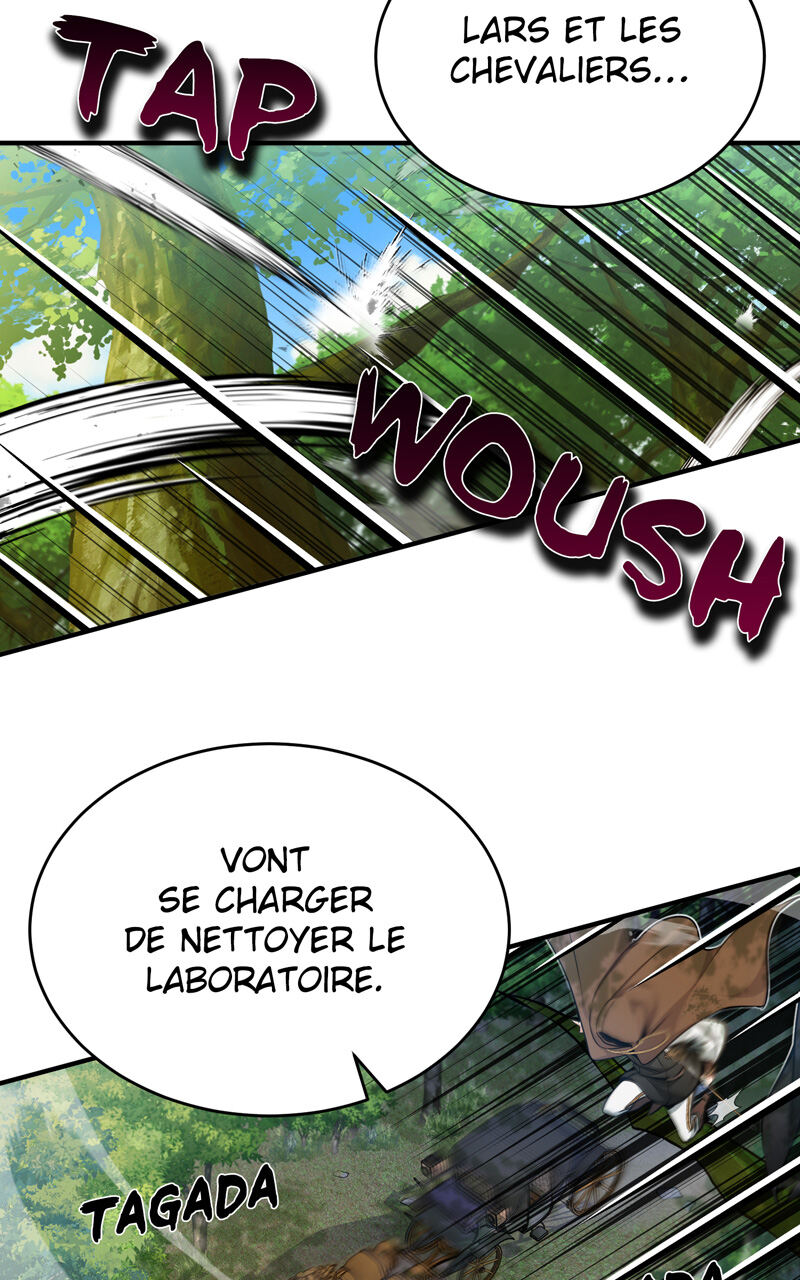 LARS ET LES
CHEVALIERS...
TAP
WOUSH
VONT
SE CHARGER
DE NETTOYER LE
LABORATOIRE.
TAGADA